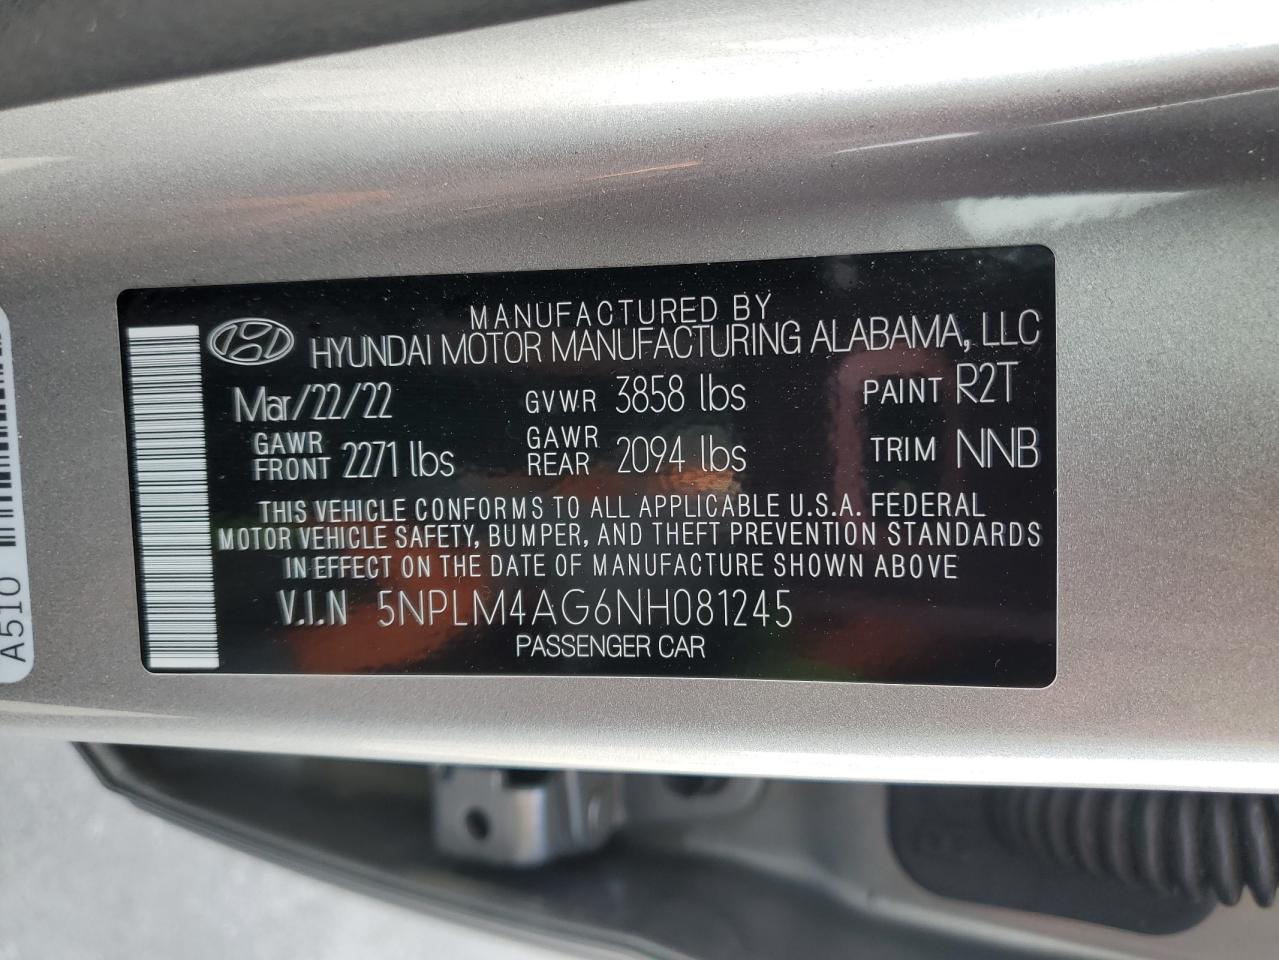 MANUFACTURED BY
HYUNDAI MOTOR MANUFACTURING ALABAMA, LLC
Mar/22/22 GVWR 3858 lbs PAINT R2T
GAWR FRONT 2271 lbs GAWR REAR 2094 lbs TRIM NNB
THIS VEHICLE CONFORMS TO ALL APPLICABLE U.S.A. FEDERAL
MOTOR VEHICLE SAFETY, BUMPER, AND THEFT PREVENTION STANDARDS
IN EFFECT ON THE DATE OF MANUFACTURE SHOWN ABOVE
V.I.N 5NPLM4AG6NH081245
PASSENGER CAR
A510